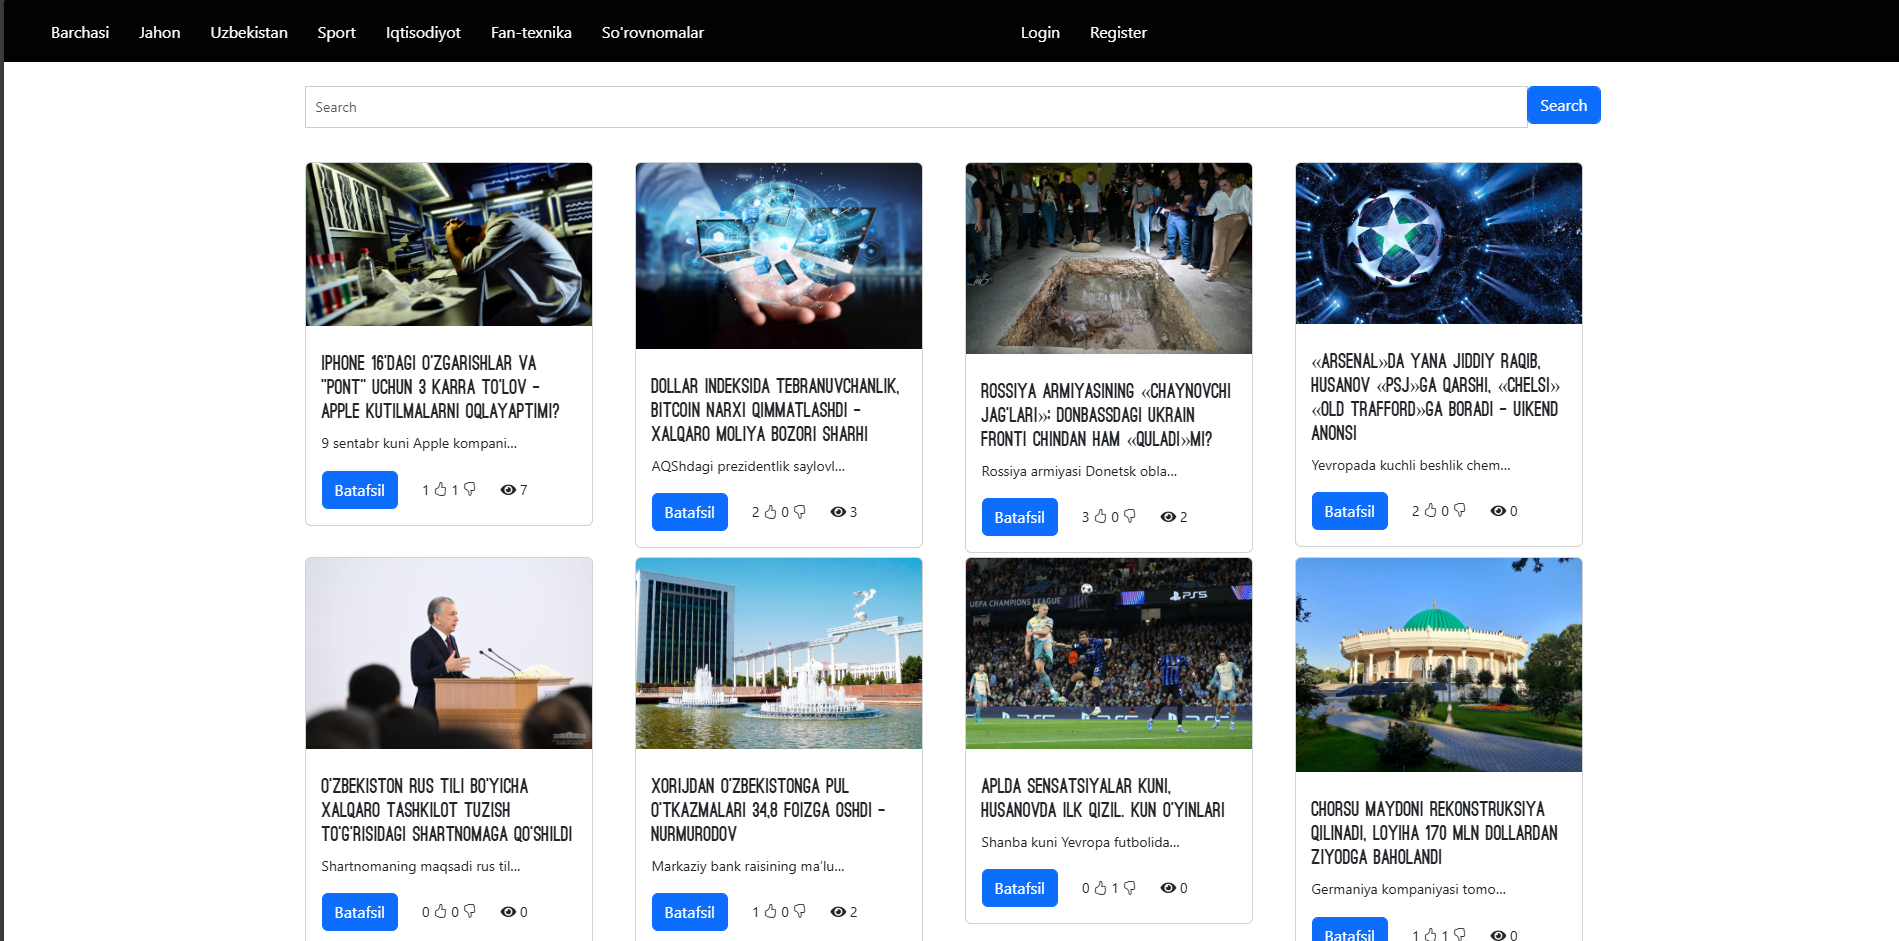 Barchasi Jahon Uzbekistan Sport Iqtisodiyot Fan-texnika So'rovnomalar Login Register
Search Search
IPHONE 16'DAGI O'ZGARISHLAR VA
"PONT" UCHUN 3 KARRA TO'LOV -
APPLE KUTILMALARNI OQLAYAPTIMI?
9 sentabr kuni Apple kompani...
Batafsil 1 1 7
DOLLAR INDEKSIDA TEBRANUVCHANLIK,
BITCOIN NARXI QIMMATLASHDI -
XALQARO MOLIYA BOZORI SHARHI
AQShdagi prezidentlik saylovl...
Batafsil 2 0 3
ROSSIYA ARMIYASINING «CHAYNOVCHI
JAG'LARI»: DONBASSDAGI UKRAIN
FRONTI CHINDAN HAM «QULADI»MI?
Rossiya armiyasi Donetsk obla...
Batafsil 3 0 2
«ARSENAL»DA YANA JIDDIY RAQIB,
HUSANOV «PSJ»GA QARSHI, «CHELSI»
«OLD TRAFFORD»GA BORADI - UIKEND
ANONSI
Yevropada kuchli beshlik chem...
Batafsil 2 0 0
O'ZBEKISTON RUS TILI BO'YICHA
XALQARO TASHKILOT TUZISH
TO'G'RISIDAGI SHARTNOMAGA QO'SHILDI
Shartnomaning maqsadi rus til...
Batafsil 0 0 0
XORIJDAN O'ZBEKISTONGA PUL
O'TKAZMALARI 34,8 FOIZGA OSHDI -
NURMURODOV
Markaziy bank raisining ma'lu...
Batafsil 1 0 2
UEFA CHAMPIONS LEAGUE
PS5
APLDA SENSATSIYALAR KUNI,
HUSANOVDA ILK QIZIL. KUN O'YINLARI
Shanba kuni Yevropa futbolida...
Batafsil 0 1 0
CHORSU MAYDONI REKONSTRUKSIYA
QILINADI, LOYIHA 170 MLN DOLLARDAN
ZIYODGA BAHOLANDI
Germaniya kompaniyasi tomo...
Batafsil 1 1 0